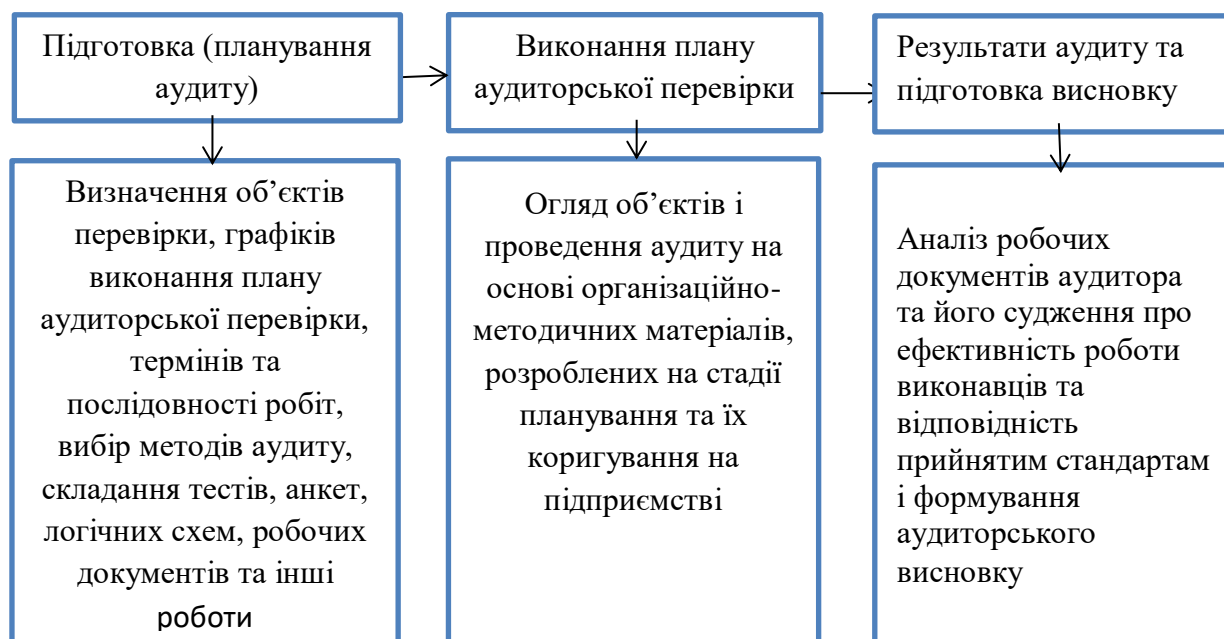 Підготовка (планування
аудиту)
Виконання плану
аудиторської перевірки
Результати аудиту та
підготовка висновку
Визначення об’єктів
перевірки, графіків
виконання плану
аудиторської перевірки,
термінів та
послідовності робіт,
вибір методів аудиту,
складання тестів, анкет,
логічних схем, робочих
документів та інші
роботи
Огляд об’єктів і
проведення аудиту на
основі організаційно-
методичних матеріалів,
розроблених на стадії
планування та їх
коригування на
підприємстві
Аналіз робочих
документів аудитора
та його судження про
ефективність роботи
виконавців та
відповідність
прийнятим стандартам
і формування
аудиторського
висновку